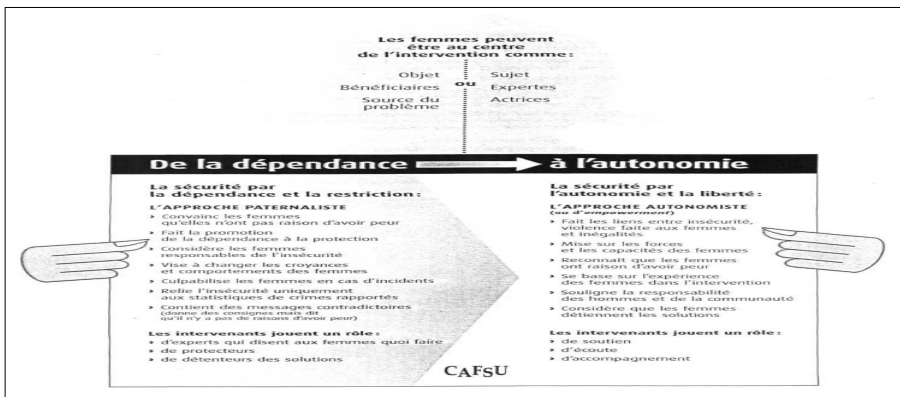 Les femmes peuvent
être au centre
de l'intervention comme :
Objet
Bénéficiaires
Source du
problème
ou
Sujet
Expertes
Actrices
De la dépendance
à l'autonomie
La sécurité par
la dépendance et la restriction :
L'APPROCHE PATERNALISTE
» Convainc les femmes
qu'elles n'ont pas raison d'avoir peur
» Fait la promotion
de la dépendance à la protection
» Considère les femmes
responsables de l'insécurité
» Vise à changer les croyances
et comportements des femmes
» Culpabilise les femmes en cas d'incidents
» Relie l'insécurité uniquement
aux statistiques de crimes rapportés
» Contient des messages contradictoires
(donne des consignes mais dit
qu'il n'y a pas de raisons d'avoir peur)
Les intervenants jouent un rôle :
» d'experts qui disent aux femmes quoi faire
» de protecteurs
» de détenteurs des solutions
La sécurité par
l'autonomie et la liberté :
L'APPROCHE AUTONOMISTE
(ou d'empowerment)
» Fait les liens entre insécurité,
violence faite aux femmes
et inégalités
» Mise sur les forces
et les capacités des femmes
» Reconnaît que les femmes
ont raison d'avoir peur
» Se base sur l'expérience
des femmes dans l'intervention
» Souligne la responsabilité
des hommes et de la communauté
» Considère que les femmes
détiennent les solutions
Les intervenants jouent un rôle :
» de soutien
» d'écoute
» d'accompagnement
CAFSU